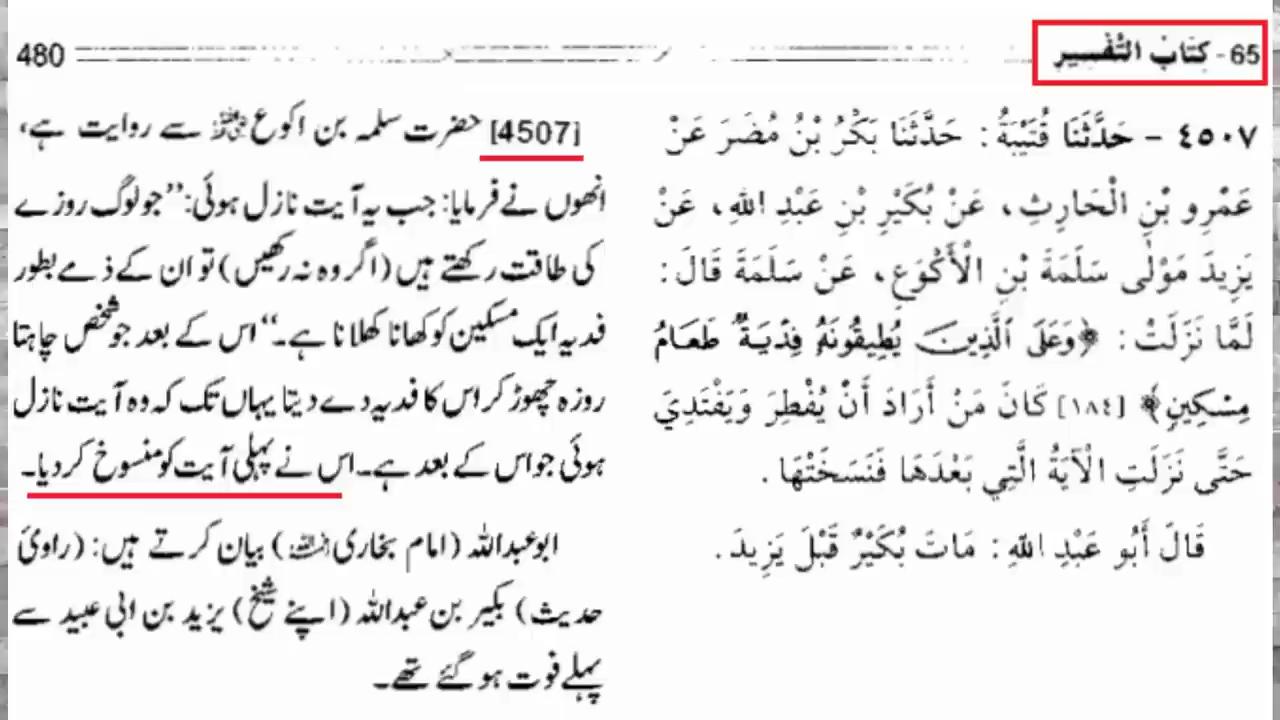 65- كِتَابُ التَّفْسِيرِ
480
٤٥٠٧ - حَدَّثَنَا قُتَيْبَةُ: حَدَّثَنَا بَكْرُ بْنُ مُضَرَ عَنْ
عَمْرِو بْنِ الْحَارِثِ، عَنْ بُكَيْرِ بْنِ عَبْدِ اللهِ، عَنْ
يَزِيدَ مَوْلَى سَلَمَةَ بْنِ الْأَكْوَعِ، عَنْ سَلَمَةَ قَالَ:
لَمَّا نَزَلَتْ: ﴿وَعَلَى ٱلَّذِينَ يُطِيقُونَهُ فِدْيَةٌ طَعَامُ
مِسْكِينٍ﴾ [١٨٤] كَانَ مَنْ أَرَادَ أَنْ يُفْطِرَ وَيَفْتَدِيَ
حَتَّى نَزَلَتِ الْآيَةُ الَّتِي بَعْدَهَا فَنَسَخَتْهَا.
قَالَ أَبُو عَبْدِ اللهِ: مَاتَ بُكَيْرٌ قَبْلَ يَزِيدَ.
[4507] حضرت سلمہ بن اکوع ؓ سے روایت ہے،
انھوں نے فرمایا: جب یہ آیت نازل ہوئی: ”جو لوگ روزے
کی طاقت رکھتے ہیں (اگر وہ نہ رکھیں) تو ان کے ذمے بطور
فدیہ ایک مسکین کو کھانا کھلانا ہے۔“ اس کے بعد جو شخص چاہتا
روزہ چھوڑ کر اس کا فدیہ دے دیتا یہاں تک کہ وہ آیت نازل
ہوئی جو اس کے بعد ہے۔ اس نے پہلی آیت کو منسوخ کر دیا۔
ابو عبداللہ (امام بخاری ؒ) بیان کرتے ہیں: (راویٔ
حدیث) بکیر بن عبداللہ (اپنے شیخ) یزید بن ابی عبید سے
پہلے فوت ہو گئے تھے۔